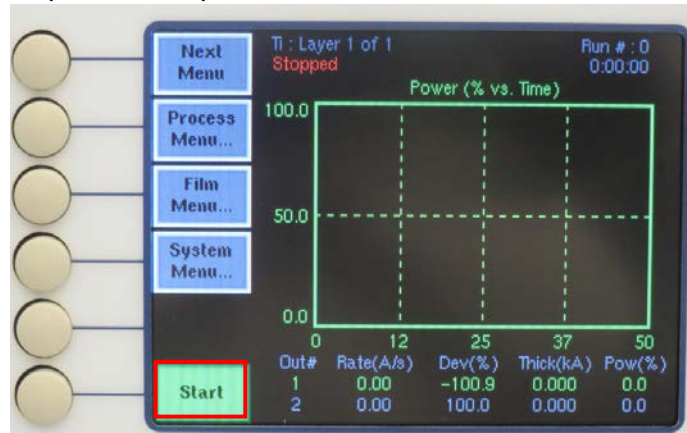 Next
Menu
Process
Menu...
Film
Menu...
System
Menu...
Start
Ti : Layer 1 of 1
Run # : 0
Stopped
0:00:00
Power (% vs. Time)
100.0
50.0
0.0
0 12 25 37 50
Out# Rate(A/s) Dev(%) Thick(kA) Pow(%)
1 0.00 -100.9 0.000 0.0
2 0.00 100.0 0.000 0.0